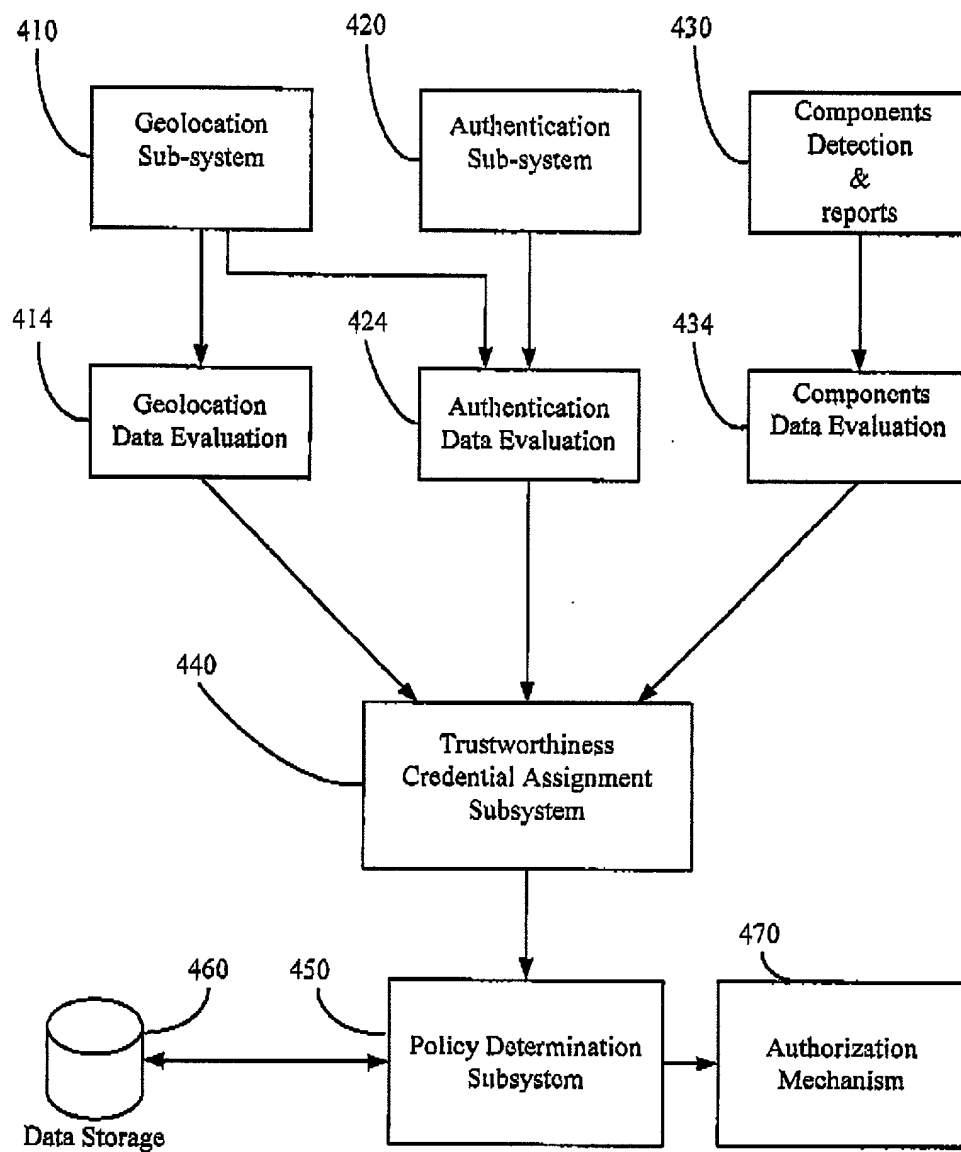 410
420
430
Geolocation
Sub-system
Authentication
Sub-system
Components
Detection
&
reports
414
424
434
Geolocation
Data Evaluation
Authentication
Data Evaluation
Components
Data Evaluation
440
Trustworthiness
Credential Assignment
Subsystem
460
450
470
Policy Determination
Subsystem
Authorization
Mechanism
Data Storage